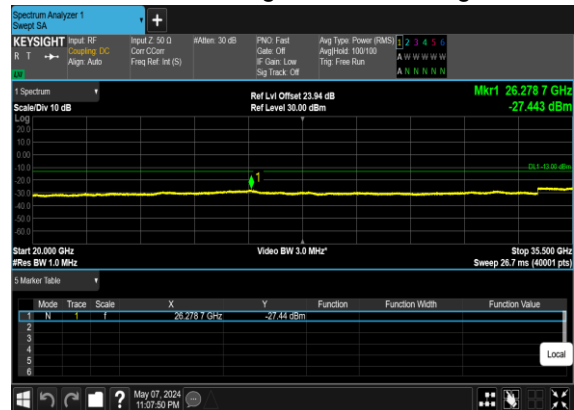 Spectrum Analyzer 1
Swept SA
+
KEYSIGHT Input: RF Input Z: 50 Ω #Atten: 30 dB PNO: Fast Avg Type: Power (RMS) 1 2 3 4 5 6
R T Coupling: DC Corr CCorr Gate: Off Avg|Hold: 100/100 A W W W W W
Align: Auto Freq Ref: Int (S) IF Gain: Low Trig: Free Run
LW Sig Track: Off A N N N N N
1 Spectrum Ref Lvl Offset 23.94 dB Mkr1 26.278 7 GHz
Scale/Div 10 dB Ref Level 30.00 dBm -27.443 dBm
Log
20.0
10.0
0.00
-10.0 DL1 -13.00 dBm
1
-20.0
-30.0
-40.0
-50.0
-60.0
Start 20.000 GHz Video BW 3.0 MHz* Stop 35.500 GHz
#Res BW 1.0 MHz Sweep 26.7 ms (40001 pts)
5 Marker Table
Mode Trace Scale X Y Function Function Width Function Value
1 N 1 f 26.278 7 GHz -27.44 dBm
2
3
4
5
6
Local
? May 07, 2024
11:07:50 PM